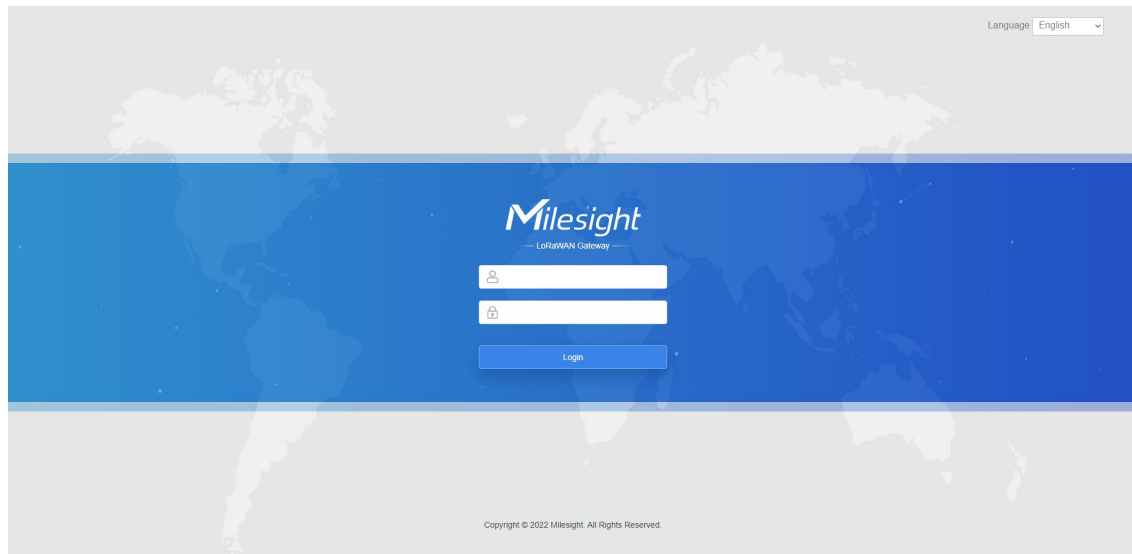 Language English
Milesight
LoRaWAN Gateway
Login
Copyright © 2022 Milesight. All Rights Reserved.